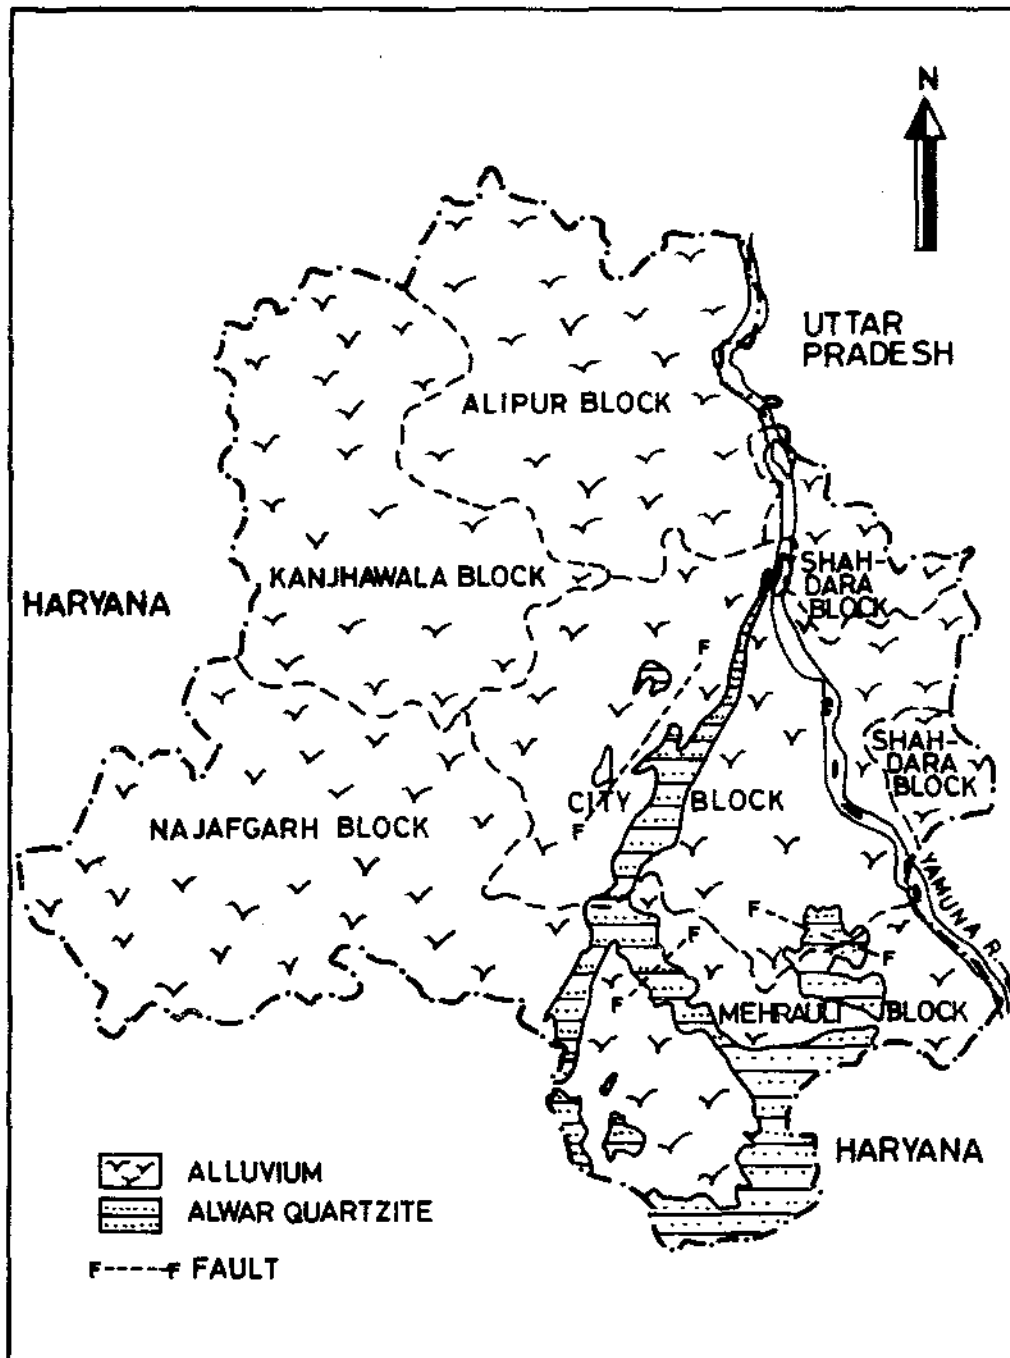 N
UTTAR
PRADESH
ALIPUR BLOCK
KANJHAWALA BLOCK
SHAH-
DARA
BLOCK
HARYANA
F
SHAH-
DARA
BLOCK
CITY BLOCK
F
NAJAFGARH BLOCK
YAMUNA R.
F
F
F
F
MEHRAULI BLOCK
HARYANA
ALLUVIUM
ALWAR QUARTZITE
F-----F FAULT